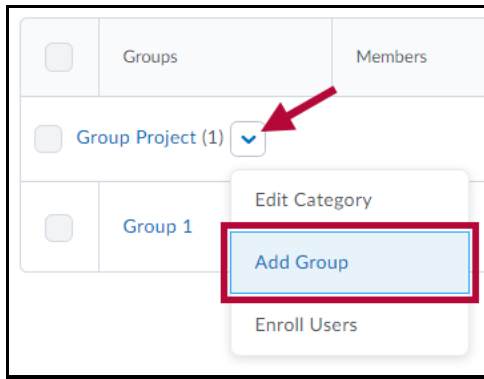 Groups Members
Group Project (1)
Edit Category
Group 1
Add Group
Enroll Users